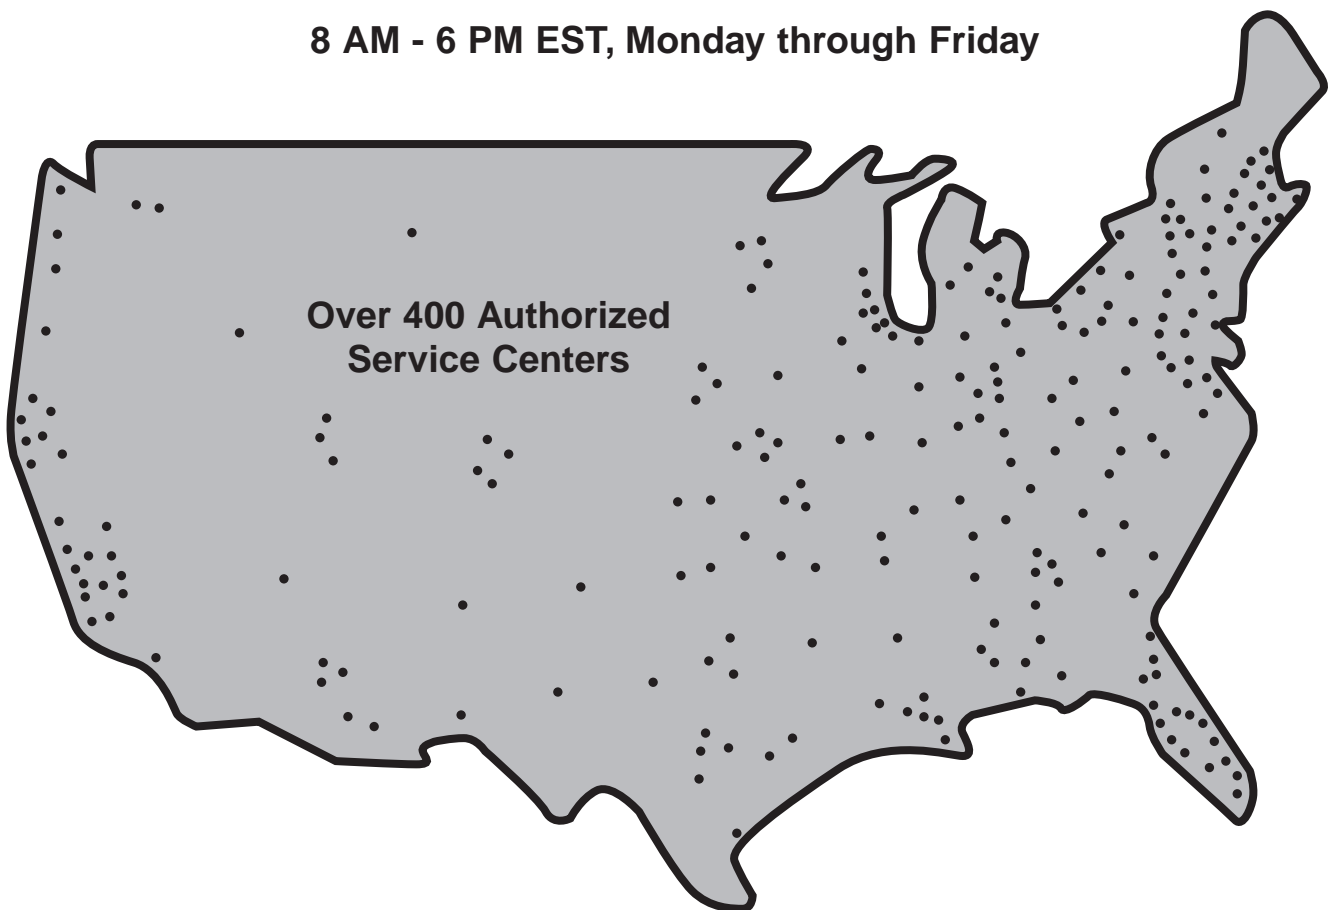 8 AM - 6 PM EST, Monday through Friday
Over 400 Authorized
Service Centers